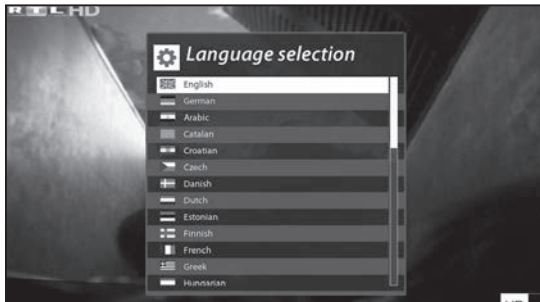 RTL HD
Language selection
English
German
Arabic
Catalan
Croatian
Czech
Danish
Dutch
Estonian
Finnish
French
Greek
Hungarian